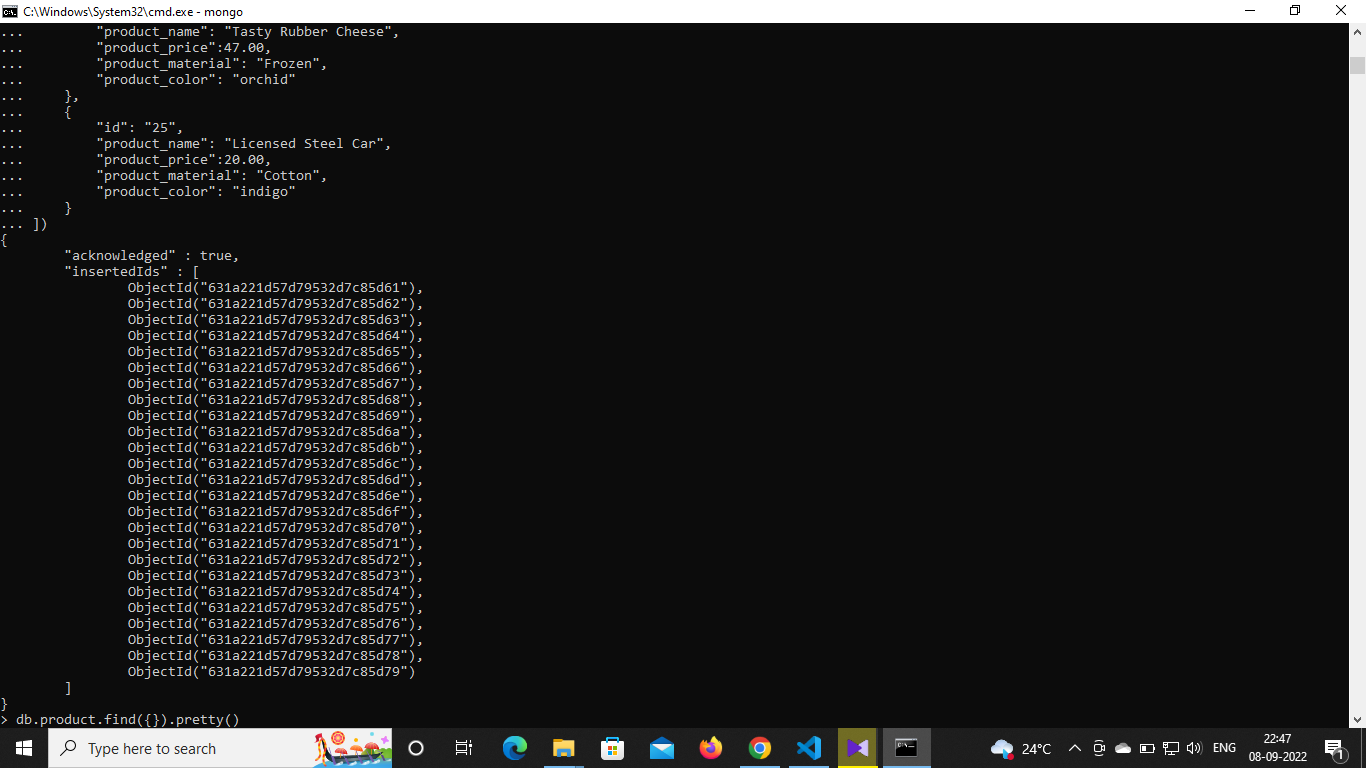 C:\Windows\System32\cmd.exe - mongo
...         "product_name": "Tasty Rubber Cheese",
...         "product_price":47.00,
...         "product_material": "Frozen",
...         "product_color": "orchid"
...     },
...     {
...         "id": "25",
...         "product_name": "Licensed Steel Car",
...         "product_price":20.00,
...         "product_material": "Cotton",
...         "product_color": "indigo"
...     }
... ])
{
        "acknowledged" : true,
        "insertedIds" : [
                ObjectId("631a221d57d79532d7c85d61"),
                ObjectId("631a221d57d79532d7c85d62"),
                ObjectId("631a221d57d79532d7c85d63"),
                ObjectId("631a221d57d79532d7c85d64"),
                ObjectId("631a221d57d79532d7c85d65"),
                ObjectId("631a221d57d79532d7c85d66"),
                ObjectId("631a221d57d79532d7c85d67"),
                ObjectId("631a221d57d79532d7c85d68"),
                ObjectId("631a221d57d79532d7c85d69"),
                ObjectId("631a221d57d79532d7c85d6a"),
                ObjectId("631a221d57d79532d7c85d6b"),
                ObjectId("631a221d57d79532d7c85d6c"),
                ObjectId("631a221d57d79532d7c85d6d"),
                ObjectId("631a221d57d79532d7c85d6e"),
                ObjectId("631a221d57d79532d7c85d6f"),
                ObjectId("631a221d57d79532d7c85d70"),
                ObjectId("631a221d57d79532d7c85d71"),
                ObjectId("631a221d57d79532d7c85d72"),
                ObjectId("631a221d57d79532d7c85d73"),
                ObjectId("631a221d57d79532d7c85d74"),
                ObjectId("631a221d57d79532d7c85d75"),
                ObjectId("631a221d57d79532d7c85d76"),
                ObjectId("631a221d57d79532d7c85d77"),
                ObjectId("631a221d57d79532d7c85d78"),
                ObjectId("631a221d57d79532d7c85d79")
        ]
}
> db.product.find({}).pretty()
Type here to search
24°C
ENG
22:47
08-09-2022
1